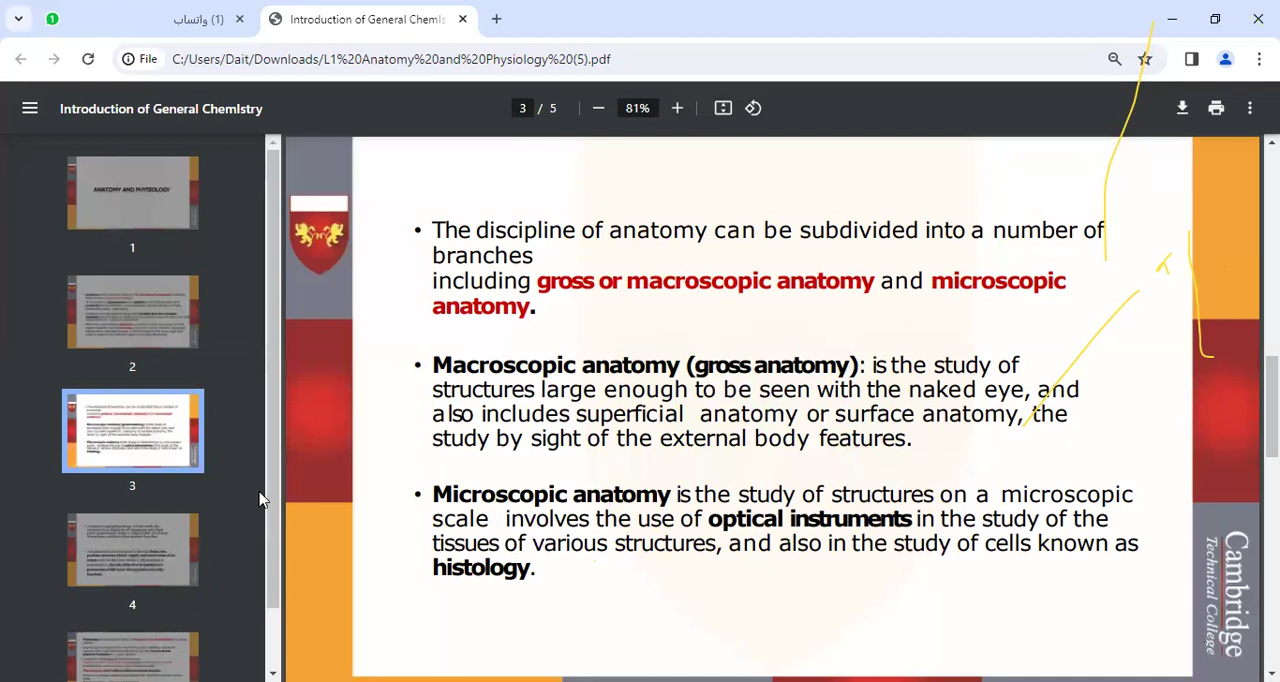 (1) واتساب
Introduction of General ChemIs
File
C:/Users/Dait/Downloads/L1%20Anatomy%20and%20Physiology%20(5).pdf
Introduction of General ChemIstry
3 / 5
81%
ANATOMY AND PHYSIOLOGY
1
2
3
4
• The discipline of anatomy can be subdivided into a number of
branches
including gross or macroscopic anatomy and microscopic
anatomy.
• Macroscopic anatomy (gross anatomy): is the study of
structures large enough to be seen with the naked eye, and
also includes superficial anatomy or surface anatomy, the
study by sight of the external body features.
• Microscopic anatomy is the study of structures on a microscopic
scale involves the use of optical instruments in the study of the
tissues of various structures, and also in the study of cells known as
histology.
Cambridge
Technical College